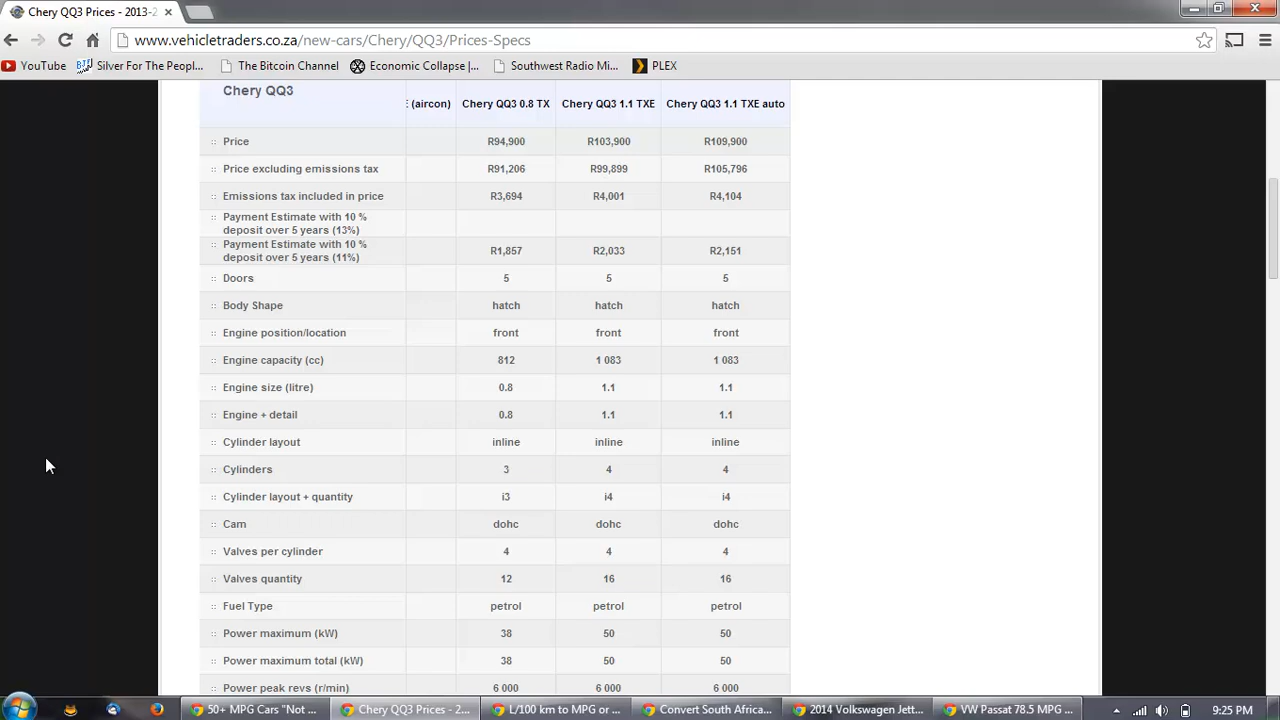 Chery QQ3 Prices - 2013-2
www.vehicletraders.co.za/new-cars/Chery/QQ3/Prices-Specs
YouTube Silver For The Peopl... The Bitcoin Channel Economic Collapse |... Southwest Radio Mi... PLEX
Chery QQ3 : (aircon) Chery QQ3 0.8 TX Chery QQ3 1.1 TXE Chery QQ3 1.1 TXE auto
:: Price R94,900 R103,900 R109,900
:: Price excluding emissions tax R91,206 R99,899 R105,796
:: Emissions tax included in price R3,694 R4,001 R4,104
:: Payment Estimate with 10 %
deposit over 5 years (13%)
:: Payment Estimate with 10 %
deposit over 5 years (11%) R1,857 R2,033 R2,151
:: Doors 5 5 5
:: Body Shape hatch hatch hatch
:: Engine position/location front front front
:: Engine capacity (cc) 812 1 083 1 083
:: Engine size (litre) 0.8 1.1 1.1
:: Engine + detail 0.8 1.1 1.1
:: Cylinder layout inline inline inline
:: Cylinders 3 4 4
:: Cylinder layout + quantity i3 i4 i4
:: Cam dohc dohc dohc
:: Valves per cylinder 4 4 4
:: Valves quantity 12 16 16
:: Fuel Type petrol petrol petrol
:: Power maximum (kW) 38 50 50
:: Power maximum total (kW) 38 50 50
:: Power peak revs (r/min) 6 000 6 000 6 000
50+ MPG Cars "Not ... Chery QQ3 Prices - 2... L/100 km to MPG or ... Convert South Africa... 2014 Volkswagen Jett... VW Passat 78.5 MPG ... 9:25 PM